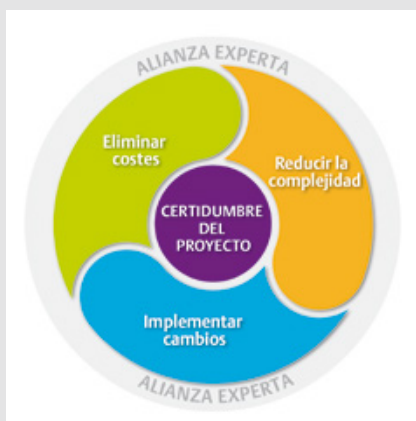 ALIANZA EXPERTA
Eliminar
costes
Reducir la
complejidad
CERTIDUMBRE
DEL
PROYECTO
Implementar
cambios
ALIANZA EXPERTA